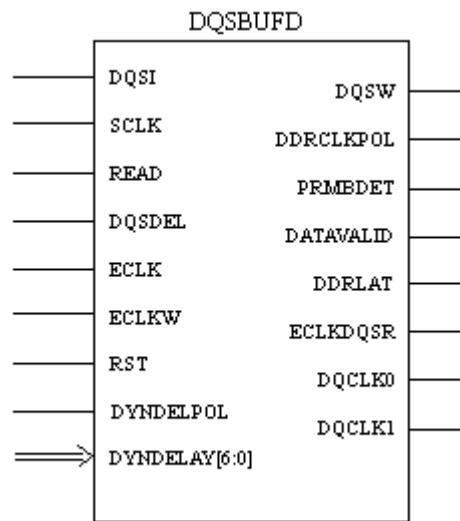 DQSBUFD
DQSI
SCLK
READ
DQSDEL
ECLK
ECLKW
RST
DYNDELPOL
DYNDELAY[6:0]
DQSW
DDRCLKPOL
PRMBDET
DATAVALID
DDRLAT
ECLKDQSR
DQCLK0
DQCLK1